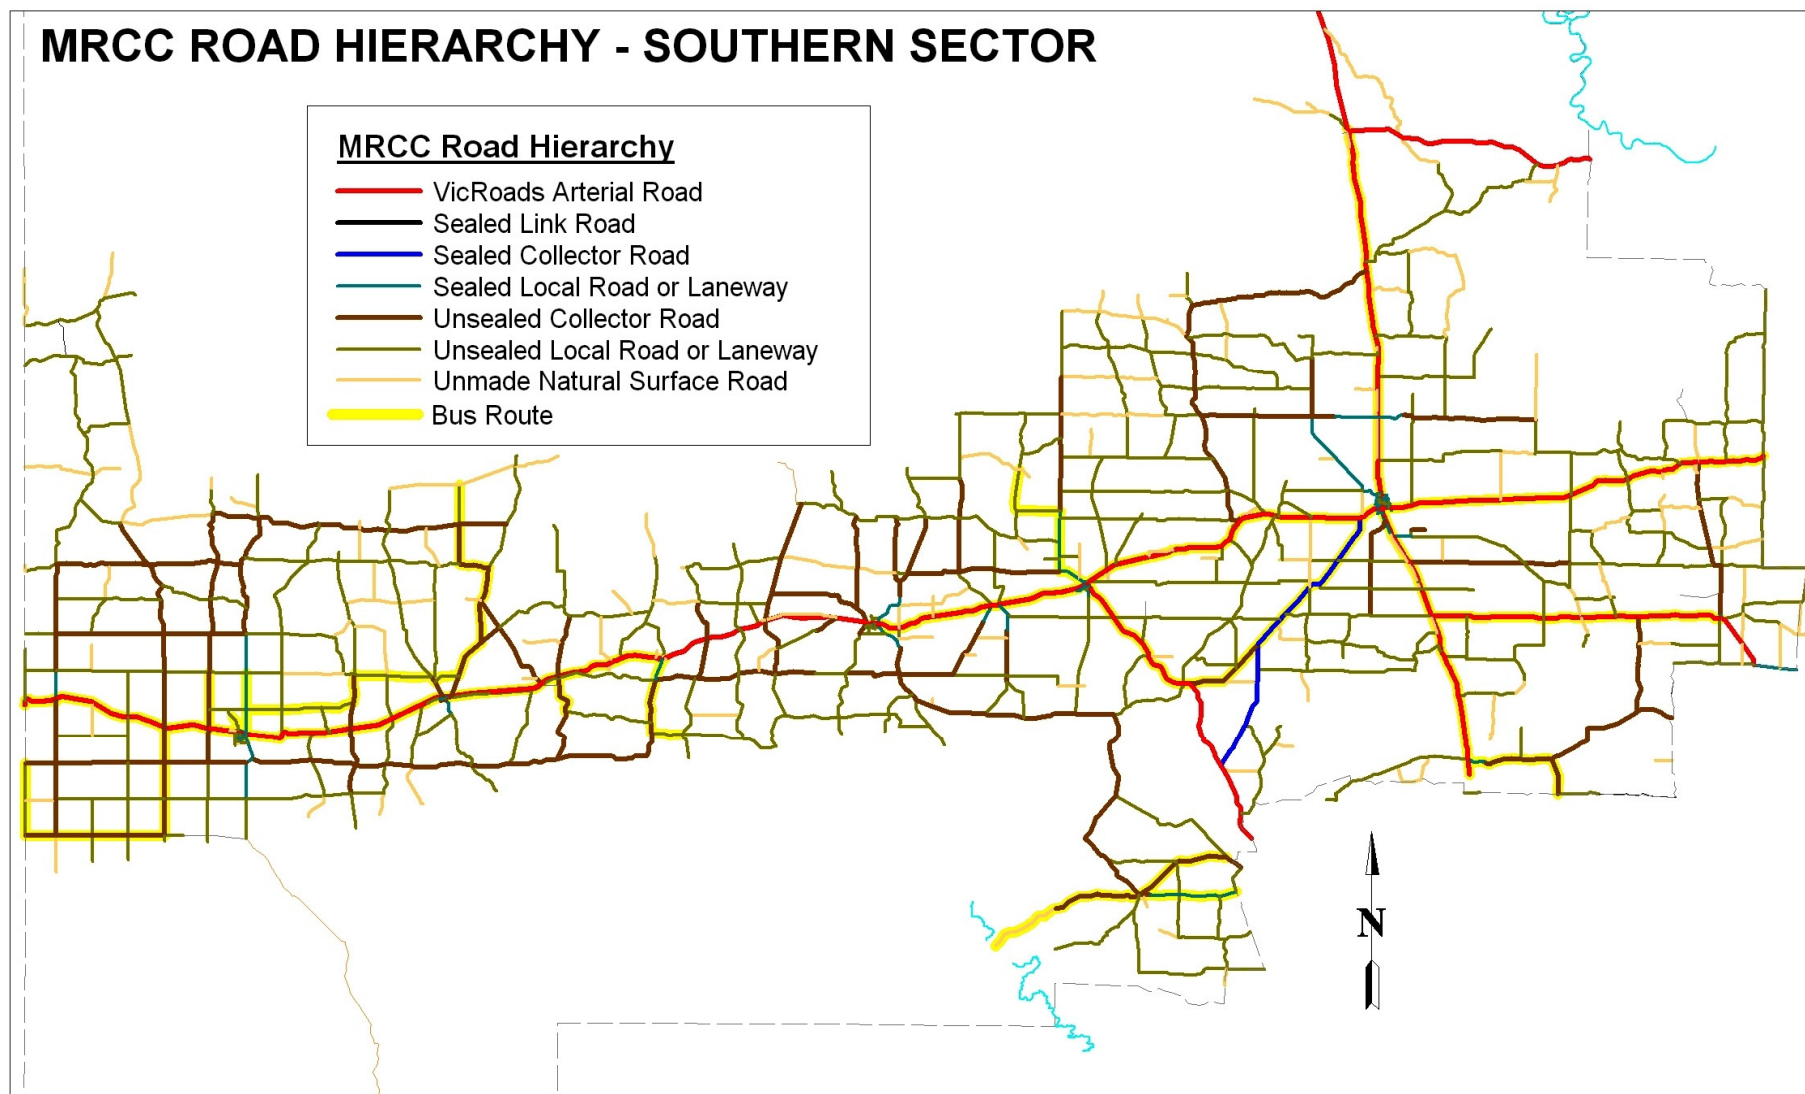 MRCC ROAD HIERARCHY - SOUTHERN SECTOR
MRCC Road Hierarchy
VicRoads Arterial Road
Sealed Link Road
Sealed Collector Road
Sealed Local Road or Laneway
Unsealed Collector Road
Unsealed Local Road or Laneway
Unmade Natural Surface Road
Bus Route
N